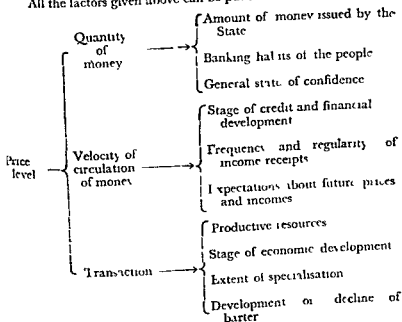 All the factors given above can be
Quantity
of
money
Amount of money issued by the
State
Banking habits of the people
General state of confidence
Price
level
Velocity of
circulation
of money
Stage of credit and financial
development
Frequency and regularity of
income receipts
Expectations about future prices
and incomes
Transaction
Productive resources
Stage of economic development
Extent of specialisation
Development or decline of
barter